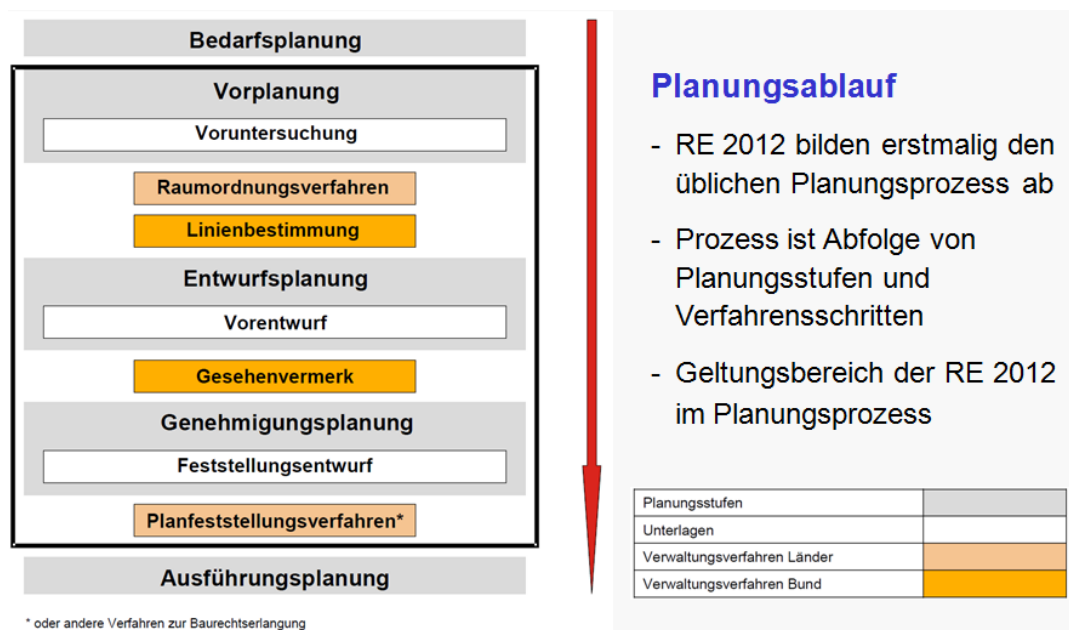 Bedarfsplanung
Vorplanung
Voruntersuchung
Raumordnungsverfahren
Linienbestimmung
Entwurfsplanung
Vorentwurf
Gesehenvermerk
Genehmigungsplanung
Feststellungsentwurf
Planfeststellungsverfahren*
Ausführungsplanung
* oder andere Verfahren zur Baurechtserlangung
Planungsablauf
- RE 2012 bilden erstmalig den
üblichen Planungsprozess ab
- Prozess ist Abfolge von
Planungsstufen und
Verfahrensschritten
- Geltungsbereich der RE 2012
im Planungsprozess
Planungsstufen
Unterlagen
Verwaltungsverfahren Länder
Verwaltungsverfahren Bund